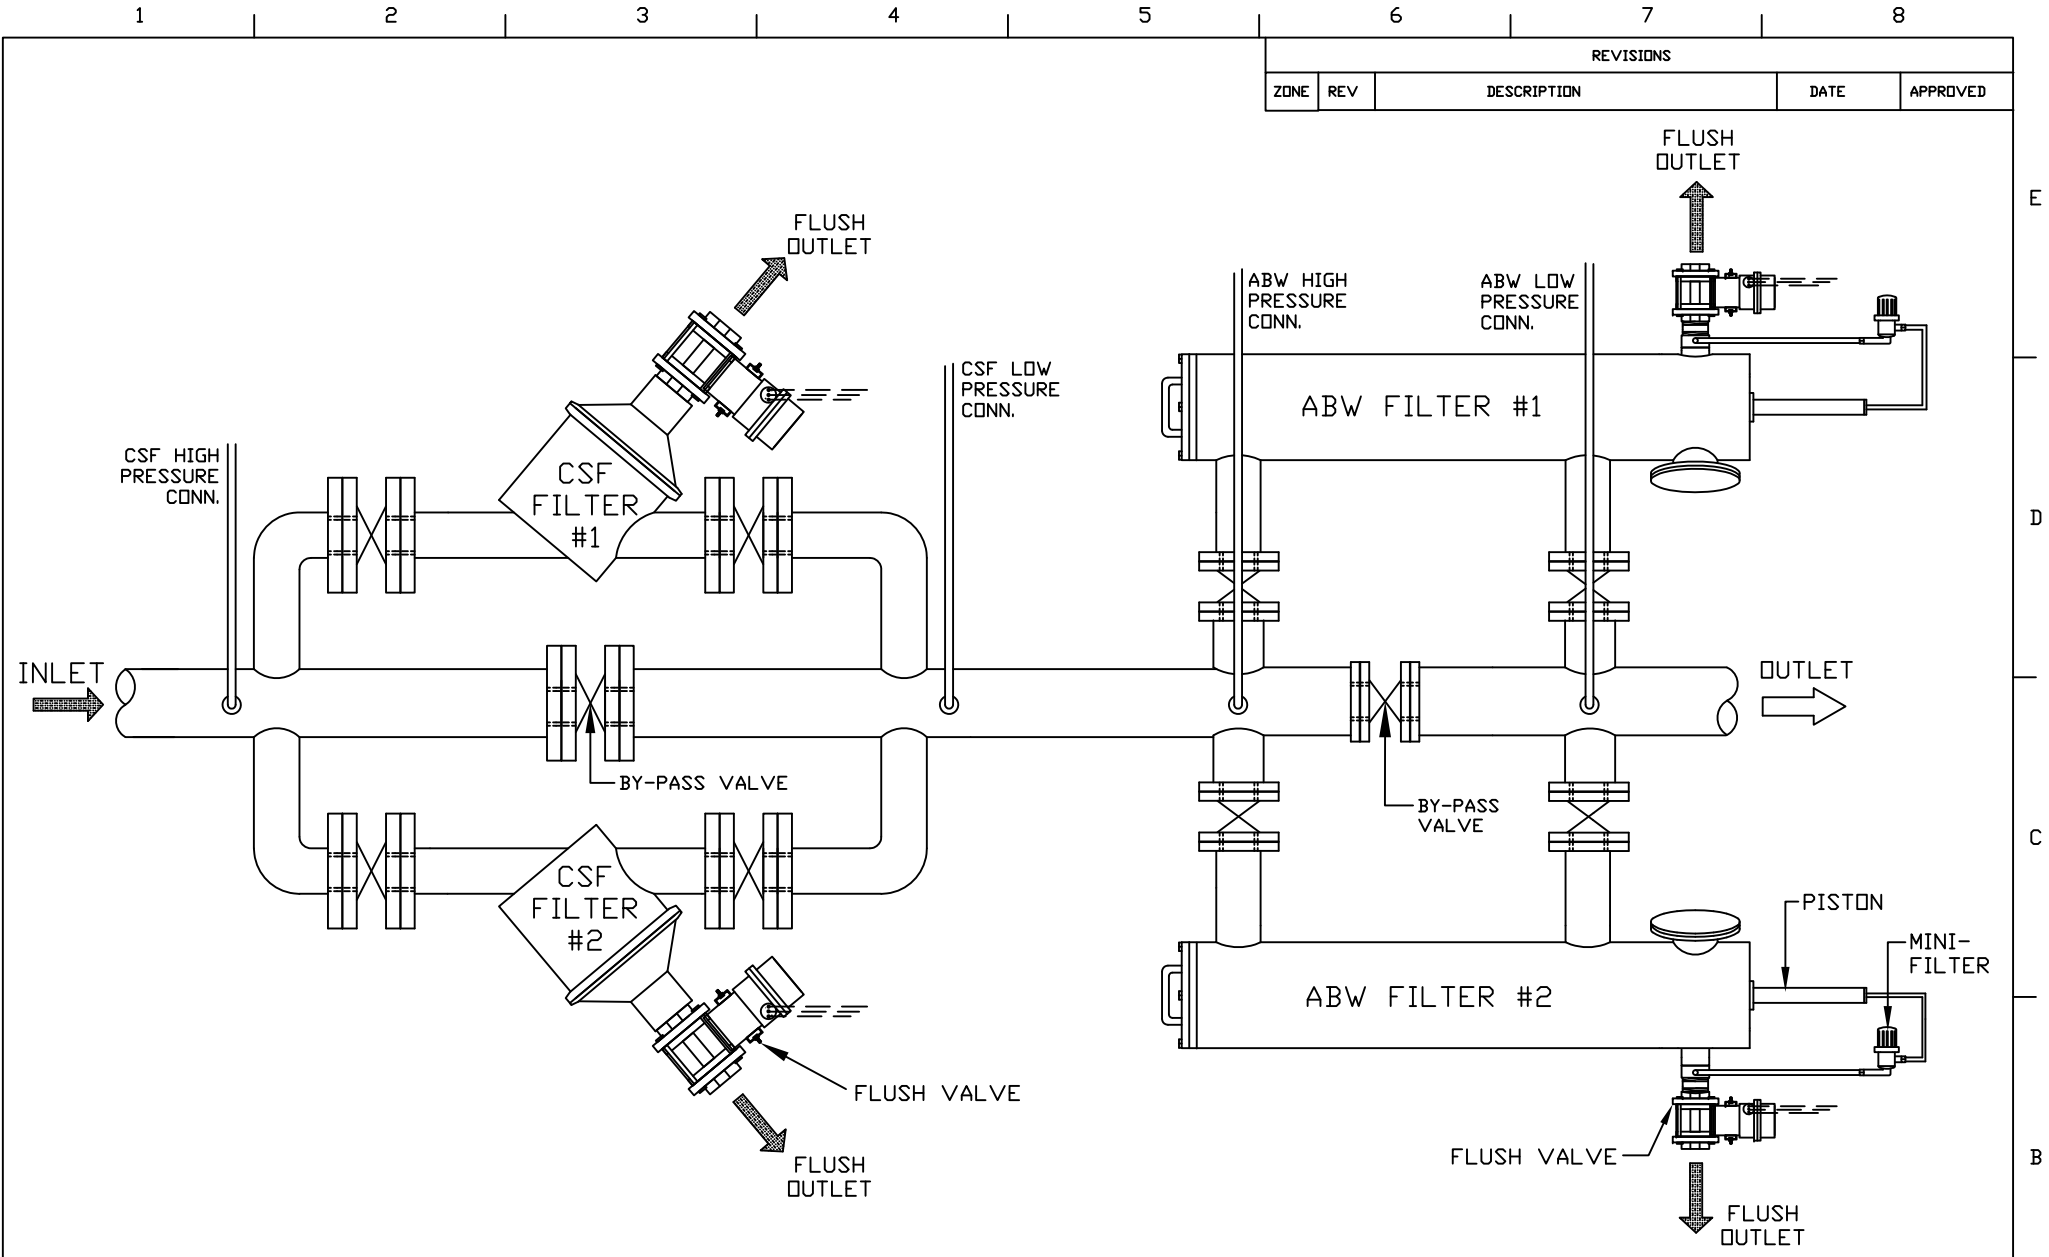 1 2 3 4 5 6 7 8
REVISIONS
ZONE REV DESCRIPTION DATE APPROVED
FLUSH
OUTLET
E
FLUSH
OUTLET
ABW HIGH
PRESSURE
CONN.
ABW LOW
PRESSURE
CONN.
CSF LOW
PRESSURE
CONN.
ABW FILTER #1
CSF HIGH
PRESSURE
CONN.
CSF
FILTER
#1
D
INLET
OUTLET
BY-PASS VALVE
BY-PASS
VALVE
C
CSF
FILTER
#2
PISTON
MINI-
FILTER
ABW FILTER #2
FLUSH VALVE
FLUSH VALVE
B
FLUSH
OUTLET
FLUSH
OUTLET